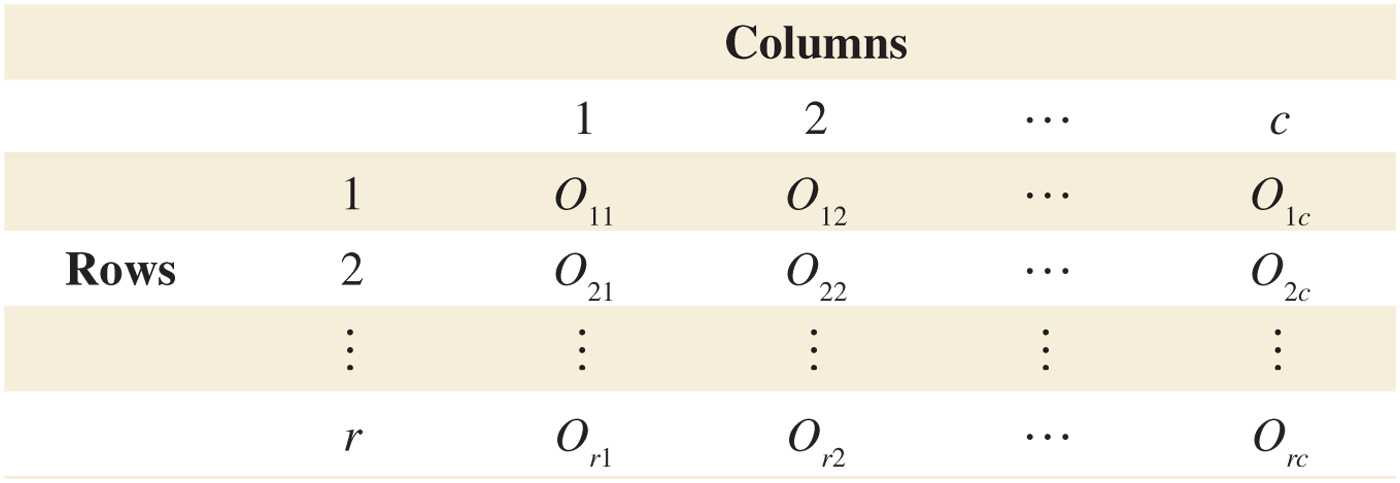 Columns
1 2 ⋯ c
1 O₁₁ O₁₂ ⋯ O₁c
Rows 2 O₂₁ O₂₂ ⋯ O₂c
⋮ ⋮ ⋮ ⋮ ⋮
r Oᵣ₁ Oᵣ₂ ⋯ Oᵣc